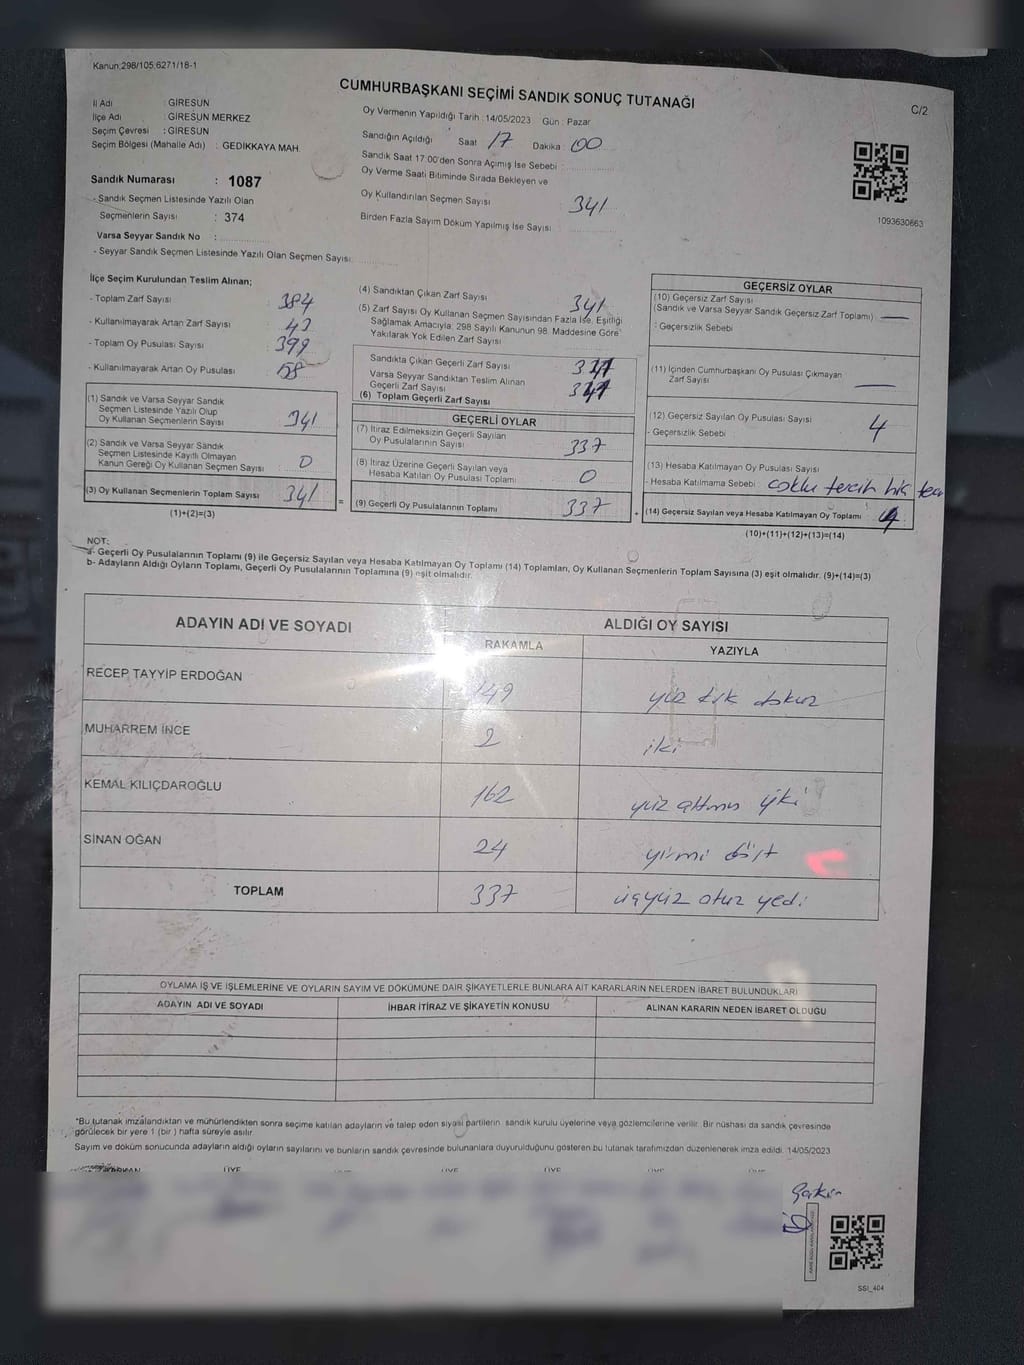 Kanun:298/105,6271/18-1
CUMHURBAŞKANI SEÇİMİ SANDIK SONUÇ TUTANAĞI
C/2
İl Adı : GİRESUN
İlçe Adı : GİRESUN MERKEZ
Seçim Çevresi : GİRESUN
Seçim Bölgesi (Mahalle Adı) : GEDİKKAYA MAH.
Oy Vermenin Yapıldığı Tarih : 14/05/2023 Gün : Pazar
Sandığın Açıldığı Saat 17 Dakika : 00
Sandık Saat 17:00'den Sonra Açımış İse Sebebi :
Oy Verme Saati Bitiminde Sırada Bekleyen ve
Oy Kullandırılan Seçmen Sayısı 341
Birden Fazla Sayım Döküm Yapılmış İse Sayısı
1093630663
Sandık Numarası : 1087
- Sandık Seçmen Listesinde Yazılı Olan
Seçmenlerin Sayısı : 374
Varsa Seyyar Sandık No :
- Seyyar Sandık Seçmen Listesinde Yazılı Olan Seçmen Sayısı:
İlçe Seçim Kurulundan Teslim Alınan;
- Toplam Zarf Sayısı 384
- Kullanılmayarak Artan Zarf Sayısı
- Toplam Oy Pusulası Sayısı 399
- Kullanılmayarak Artan Oy Pusulası 58
(1) Sandık ve Varsa Seyyar Sandık
Seçmen Listesinde Yazılı Olup
Oy Kullanan Seçmenlerin Sayısı 341
(2) Sandık ve Varsa Seyyar Sandık
Seçmen Listesinde Kayıtlı Olmayan
Kanun Gereği Oy Kullanan Seçmen Sayısı 0
(3) Oy Kullanan Seçmenlerin Toplam Sayısı 341 =
(1)+(2)=(3)
(4) Sandıktan Çıkan Zarf Sayısı 341
(5) Zarf Sayısı Oy Kullanan Seçmen Sayısından Fazla İse, Eşitliği
Sağlamak Amacıyla; 298 Sayılı Kanunun 98. Maddesine Göre
Yakılarak Yok Edilen Zarf Sayısı
Sandıkta Çıkan Geçerli Zarf Sayısı
Varsa Seyyar Sandıktan Teslim Alınan
Geçerli Zarf Sayısı
(6) Toplam Geçerli Zarf Sayısı
GEÇERLİ OYLAR
(7) İtiraz Edilmeksizin Geçerli Sayılan
Oy Pusulalarının Sayısı 337
(8) İtiraz Üzerine Geçerli Sayılan veya
Hesaba Katılan Oy Pusulası Toplamı 0
(9) Geçerli Oy Pusulalarının Toplamı 337 +
GEÇERSİZ OYLAR
(10) Geçersiz Zarf Sayısı
(Sandık ve Varsa Seyyar Sandık Geçersiz Zarf Toplamı) —
- Geçersizlik Sebebi
(11) İçinden Cumhurbaşkanı Oy Pusulası Çıkmayan
Zarf Sayısı —
(12) Geçersiz Sayılan Oy Pusulası Sayısı 4
- Geçersizlik Sebebi
(13) Hesaba Katılmayan Oy Pusulası Sayısı
- Hesaba Katılmama Sebebi : çoklu tercih
(14) Geçersiz Sayılan veya Hesaba Katılmayan Oy Toplamı 4
(10)+(11)+(12)+(13)=(14)
NOT:
a- Geçerli Oy Pusulalarının Toplamı (9) ile Geçersiz Sayılan veya Hesaba Katılmayan Oy Toplamı (14) Toplamları, Oy Kullanan Seçmenlerin Toplam Sayısına (3) eşit olmalıdır. (9)+(14)=(3)
b- Adayların Aldığı Oyların Toplamı, Geçerli Oy Pusulalarının Toplamına (9) eşit olmalıdır.
ADAYIN ADI VE SOYADI ALDIĞI OY SAYISI
RAKAMLA YAZIYLA
RECEP TAYYİP ERDOĞAN 149 yüz kırk dokuz
MUHARREM İNCE 2 iki
KEMAL KILIÇDAROĞLU 162 yüz altmış iki
SİNAN OĞAN 24 yirmi dört
TOPLAM 337 üçyüz otuz yedi
OYLAMA İŞ VE İŞLEMLERİNE VE OYLARIN SAYIM VE DÖKÜMÜNE DAİR ŞİKAYETLERLE BUNLARA AİT KARARLARIN NELERDEN İBARET BULUNDUKLARI
ADAYIN ADI VE SOYADI İHBAR İTİRAZ VE ŞİKAYETİN KONUSU ALINAN KARARIN NEDEN İBARET OLDUĞU
*Bu tutanak imzalandıktan ve mühürlendikten sonra seçime katılan adayların ve talep eden siyasi partilerin sandık kurulu üyelerine veya gözlemcilerine verilir. Bir nüshası da sandık çevresinde
görülecek bir yere 1 (bir) hafta süreyle asılır.
Sayım ve döküm sonucunda adayların aldığı oyların sayılarını ve bunların sandık çevresinde bulunanlara duyurulduğunu gösteren bu tutanak tarafımızdan düzenlenerek imza edildi. 14/05/2023
ÜYE ÜYE ÜYE ÜYE ÜYE
SSI_404